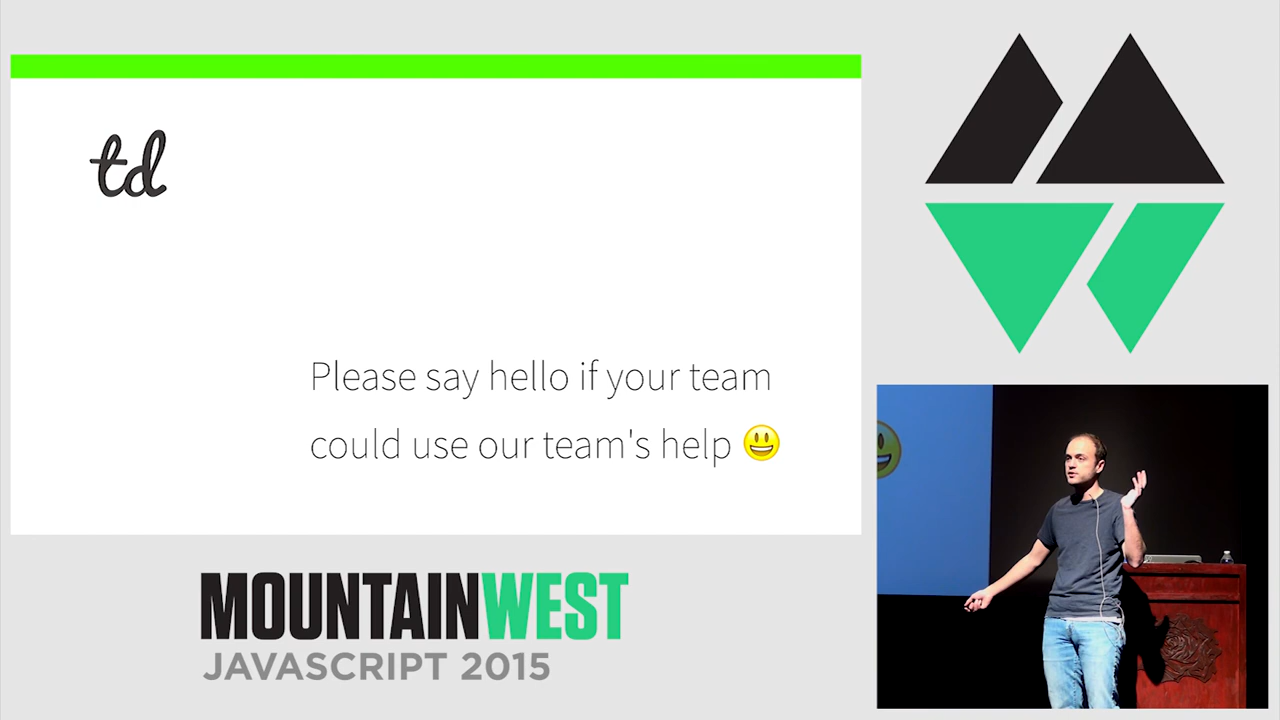 td
Please say hello if your team
could use our team's help 😃
MOUNTAINWEST
JAVASCRIPT 2015